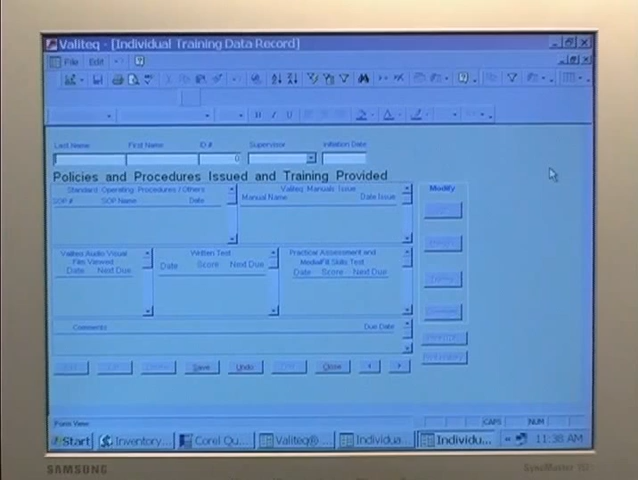 Valiteq - [Individual Training Data Record]
File Edit
Last Name First Name ID # Supervisor Initiation Date
0
Policies and Procedures Issued and Training Provided
Standard Operating Procedures / Others Valiteq Manuals Issue Modify
SOP # SOP Name Date Manual Name Date Issue
Valiteq Audio Visual Written Test Practical Assessment and
Film Viewed MediaFill Skills Test
Date Next Due Date Score Next Due Date Score Next Due
Comments Due Date
Save Undo Close
Form View CAPS NUM
Start Inventory... Corel Qu... Valiteq® ... Individua... Individu... 11:38 AM
SAMSUNG